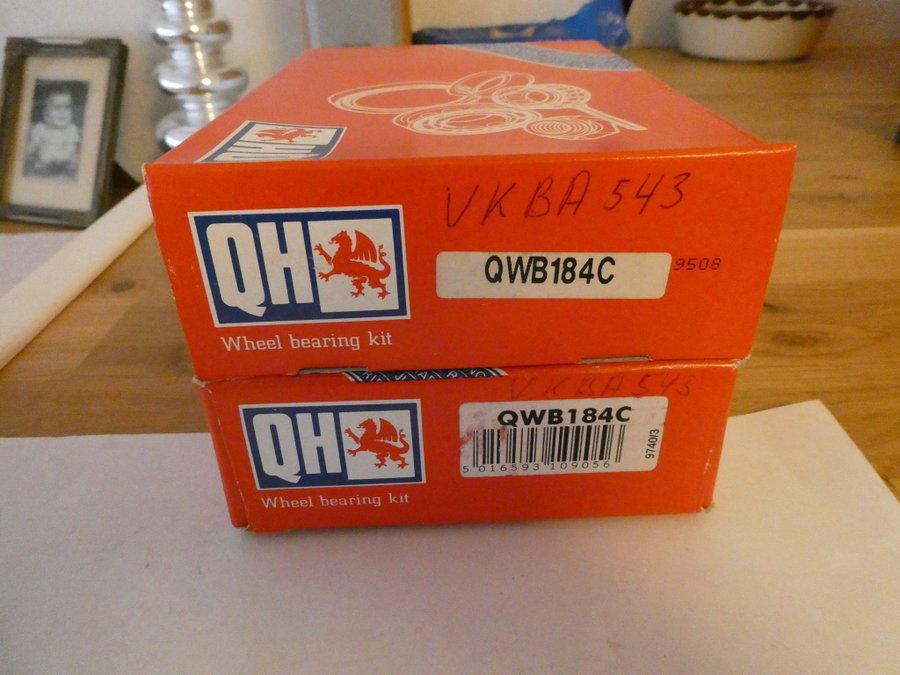 QH
VKBA 543
QH
QWB184C
9508
Wheel bearing kit
VKBA 543
QH
QWB184C
5 016593 109056
9740/3
Wheel bearing kit